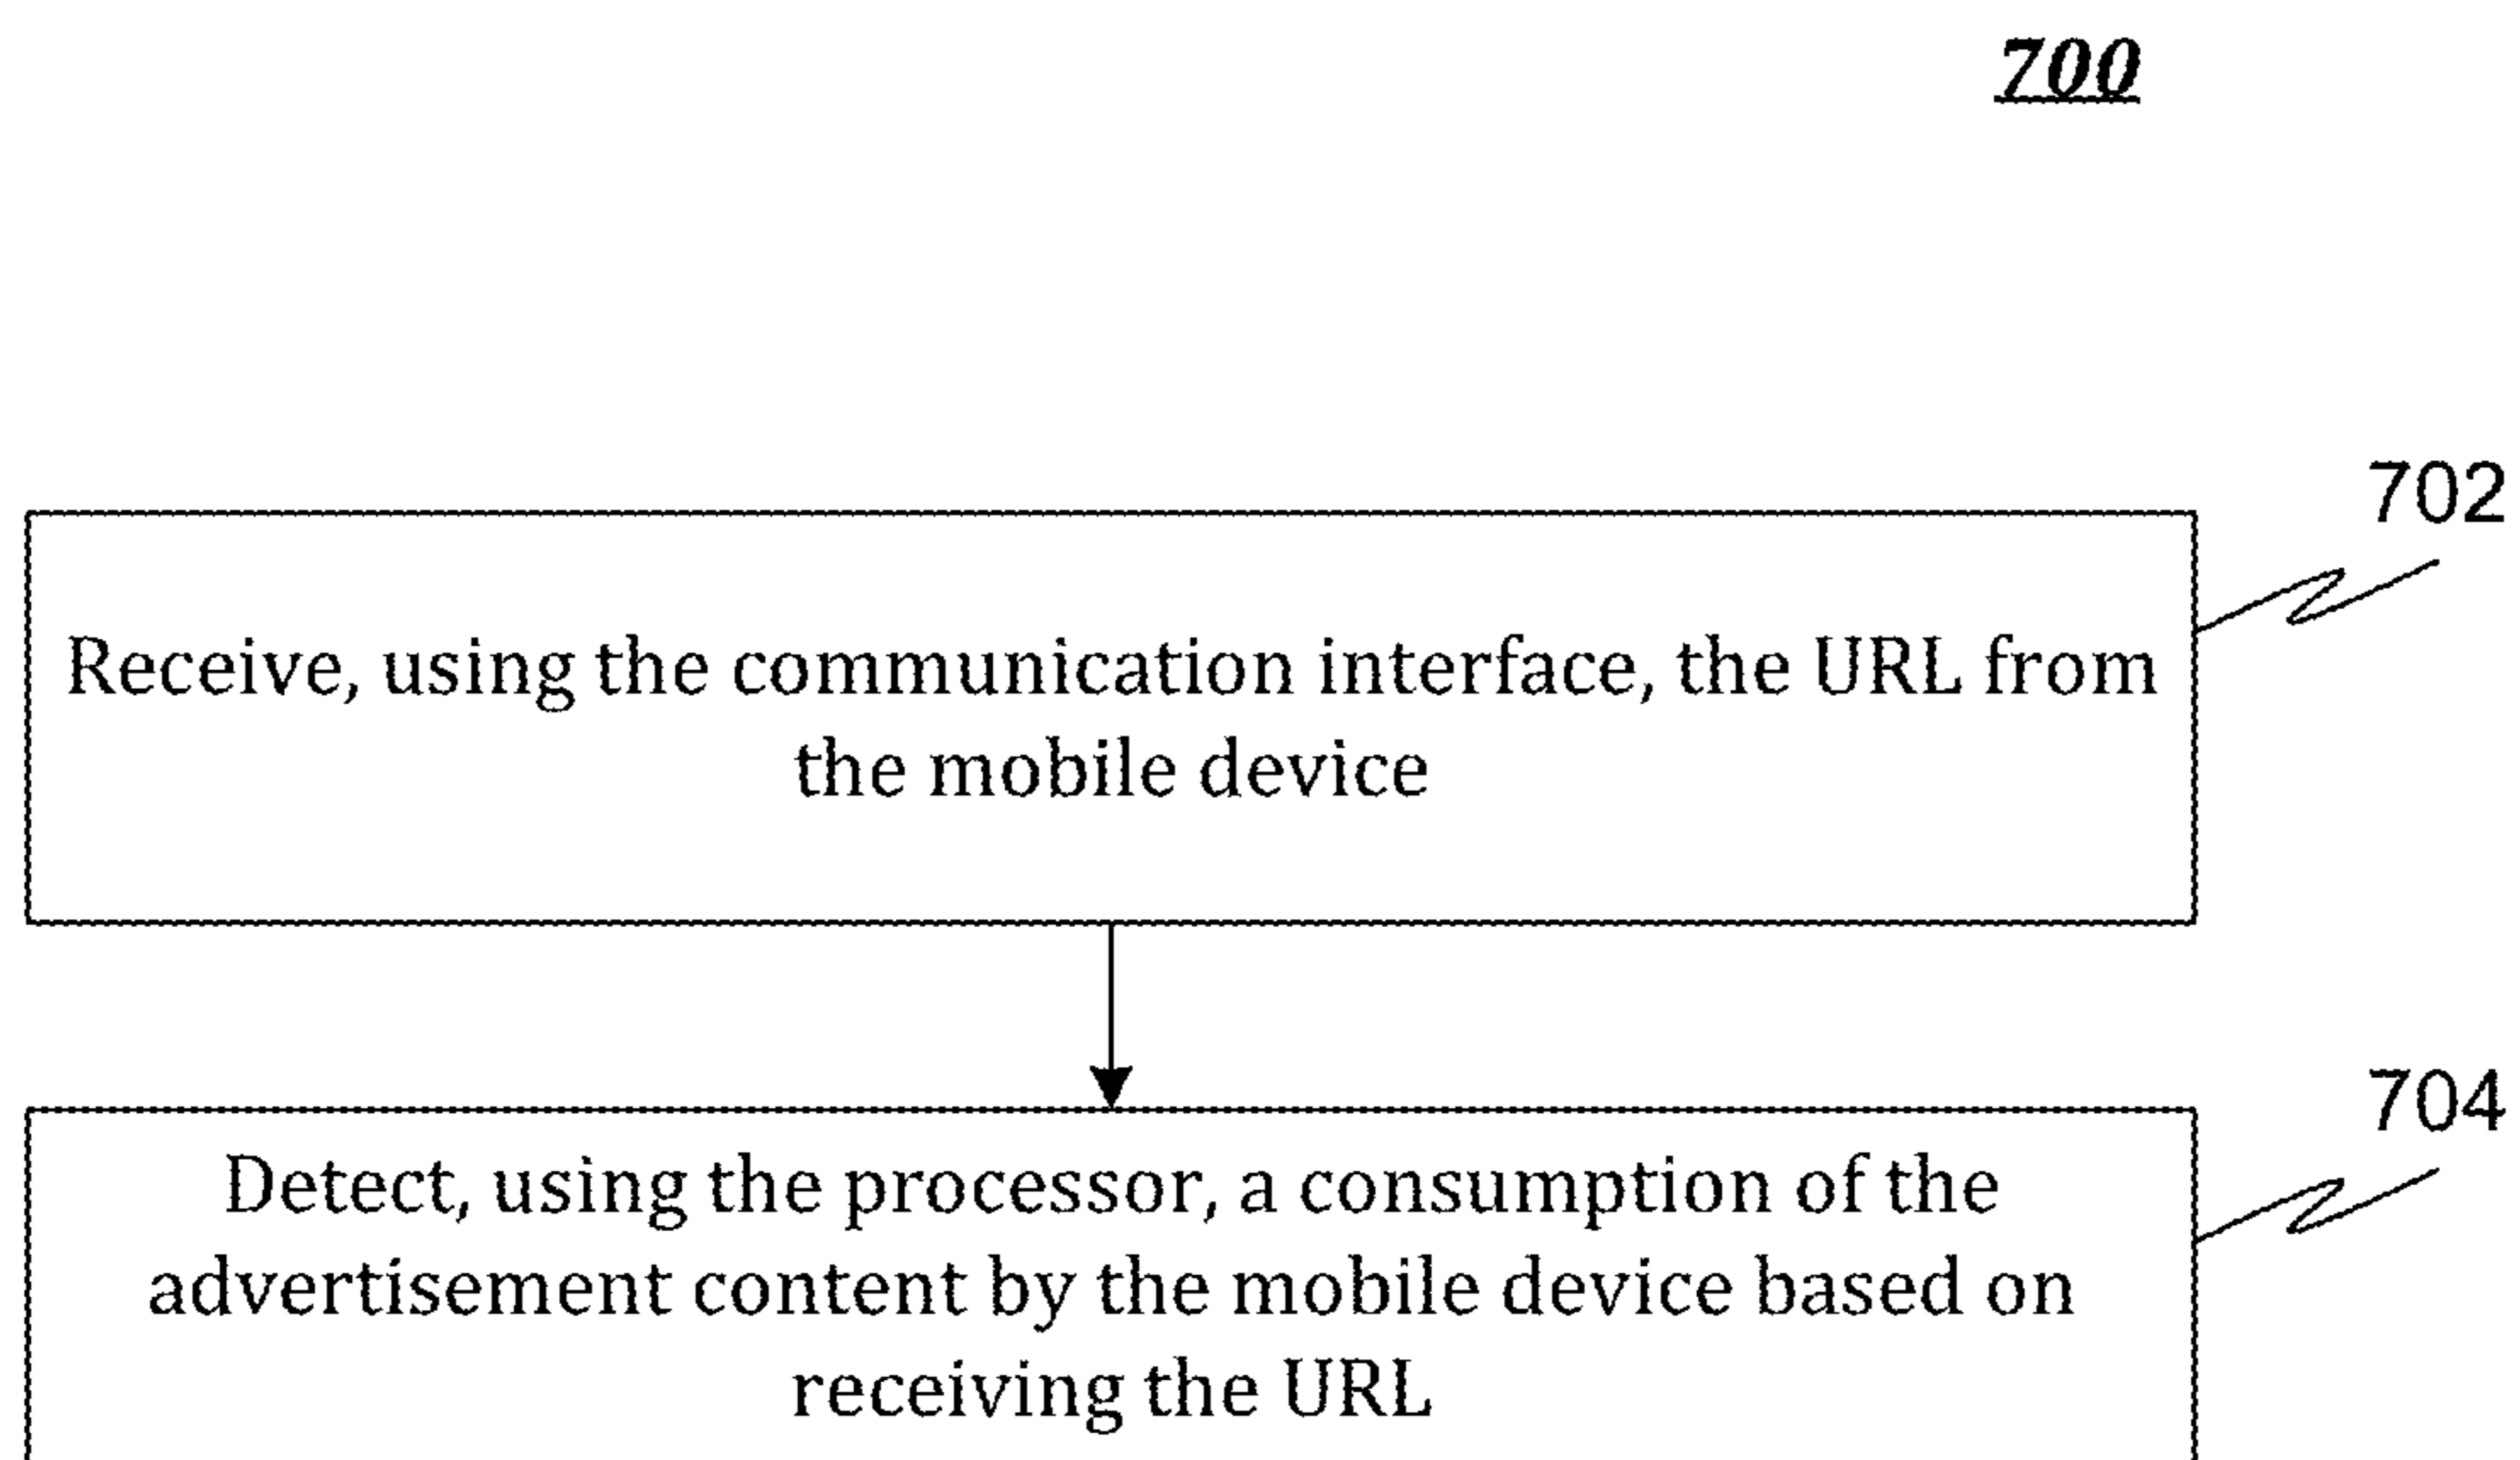 700
702
Receive, using the communication interface, the URL from
the mobile device
704
Detect, using the processor, a consumption of the
advertisement content by the mobile device based on
receiving the URL